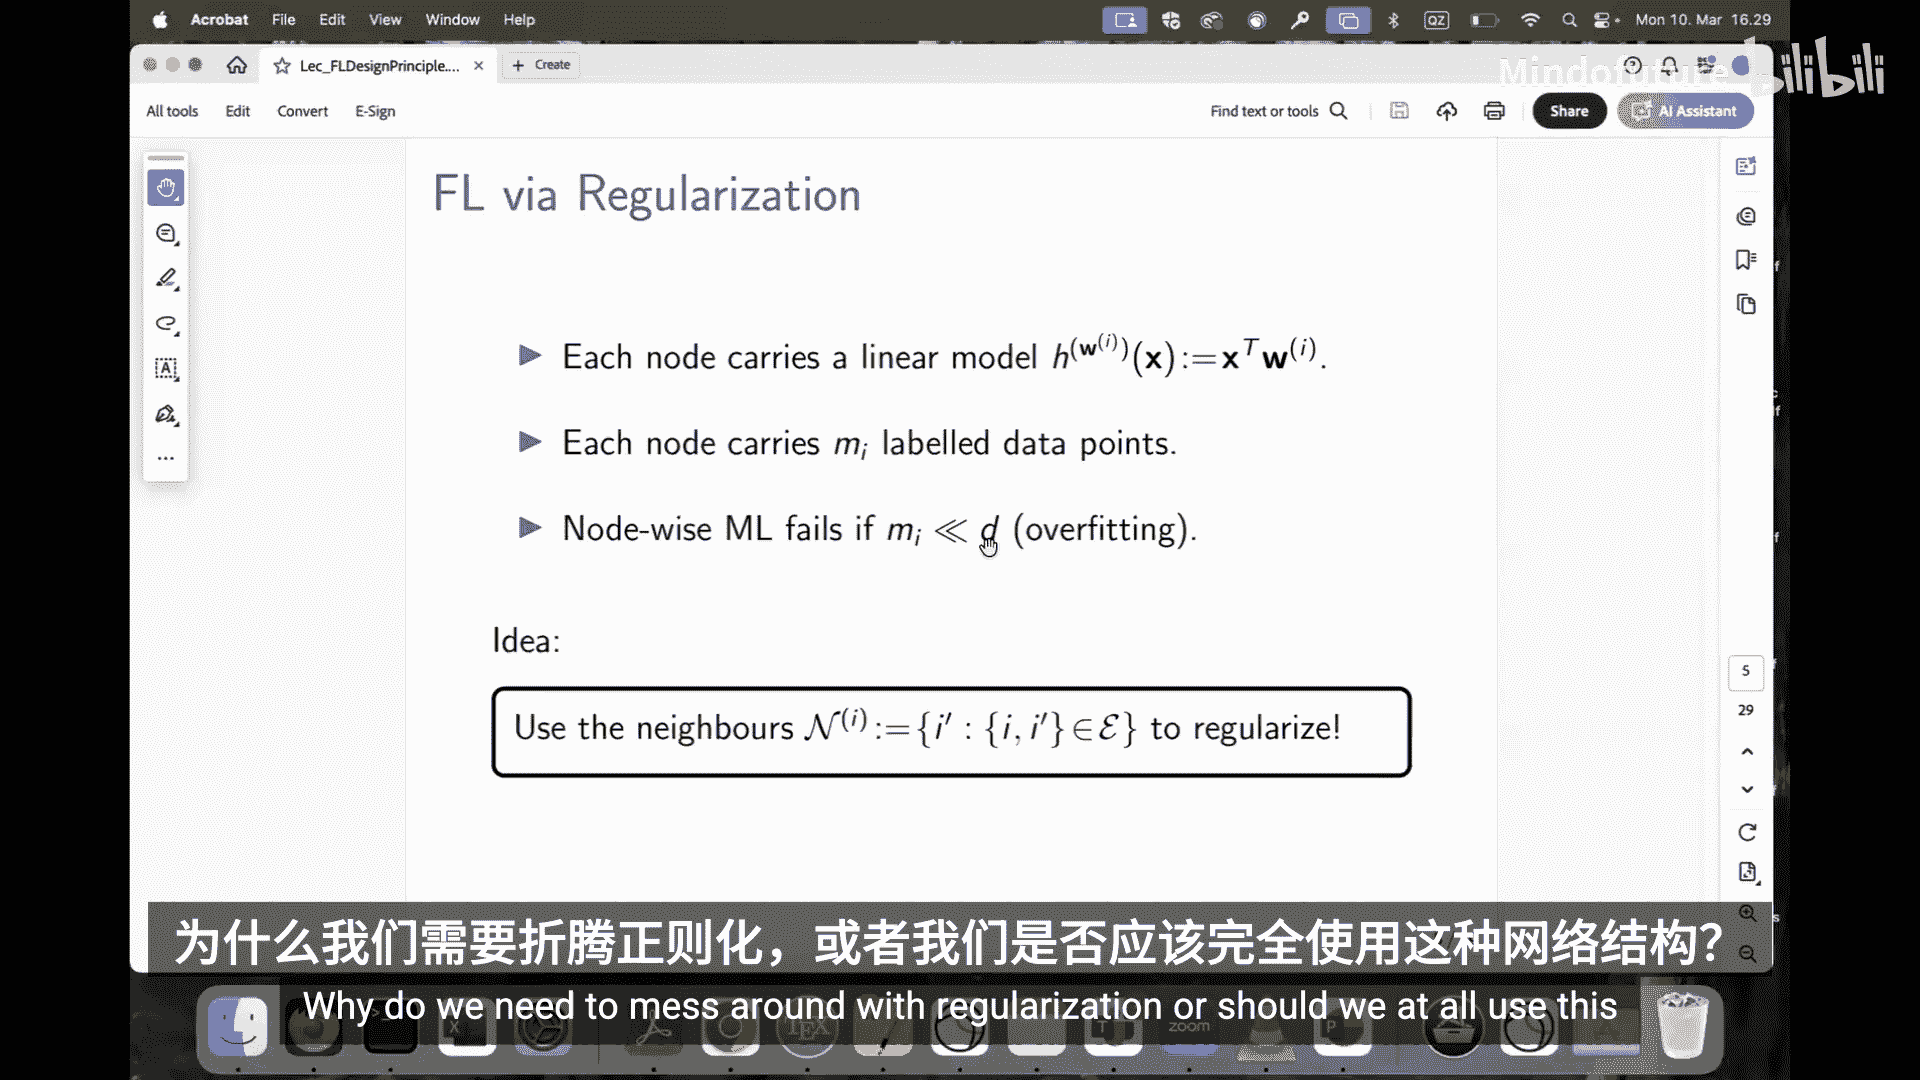 Acrobat File Edit View Window Help
QZ
Mon 10. Mar 16.29
Lec_FLDesignPrinciple....
Create
Mindofuture bilibili
All tools Edit Convert E-Sign
Find text or tools
Share
AI Assistant
FL via Regularization
▶ Each node carries a linear model h^(w^(i))(x) := x^T w^(i).
▶ Each node carries m_i labelled data points.
▶ Node-wise ML fails if m_i ≪ d (overfitting).
Idea:
Use the neighbours 𝒩^(i) := {i′ : {i, i′} ∈ ℰ} to regularize!
5
29
为什么我们需要折腾正则化，或者我们是否应该完全使用这种网络结构？
Why do we need to mess around with regularization or should we at all use this
zoom